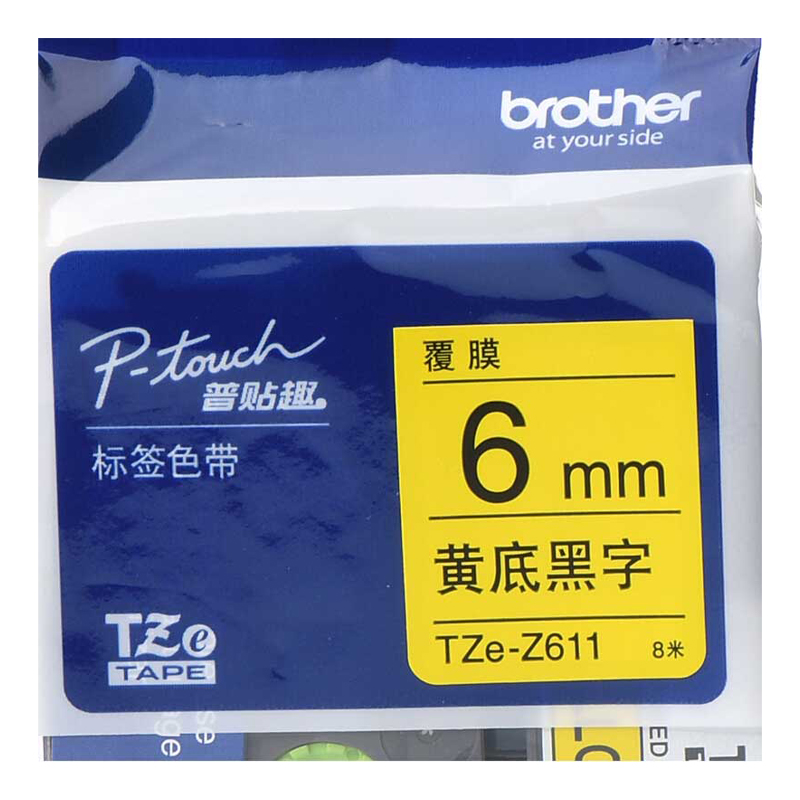 brother
at your side
P-touch
普贴趣
标签色带
TZe
TAPE
覆膜
6 mm
黄底黑字
TZe-Z611 8米